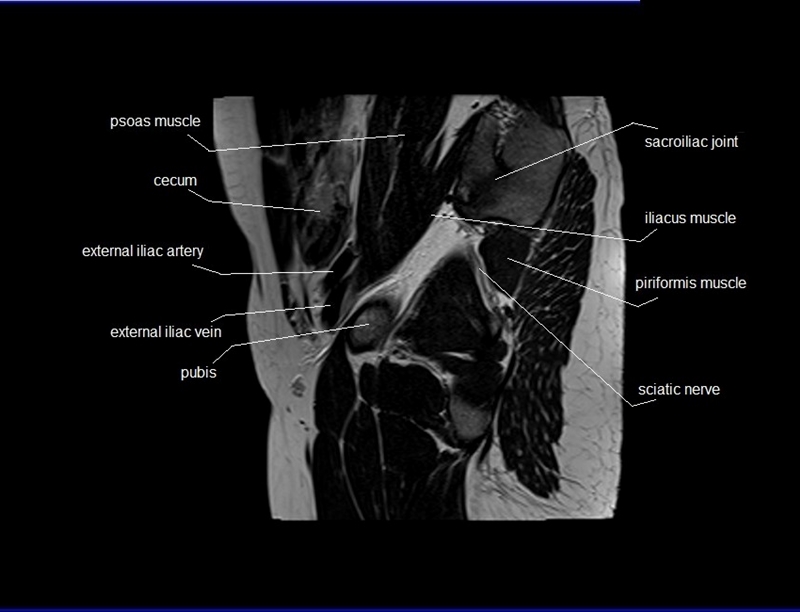 psoas muscle
cecum
external iliac artery
external iliac vein
pubis
sacroiliac joint
iliacus muscle
piriformis muscle
sciatic nerve